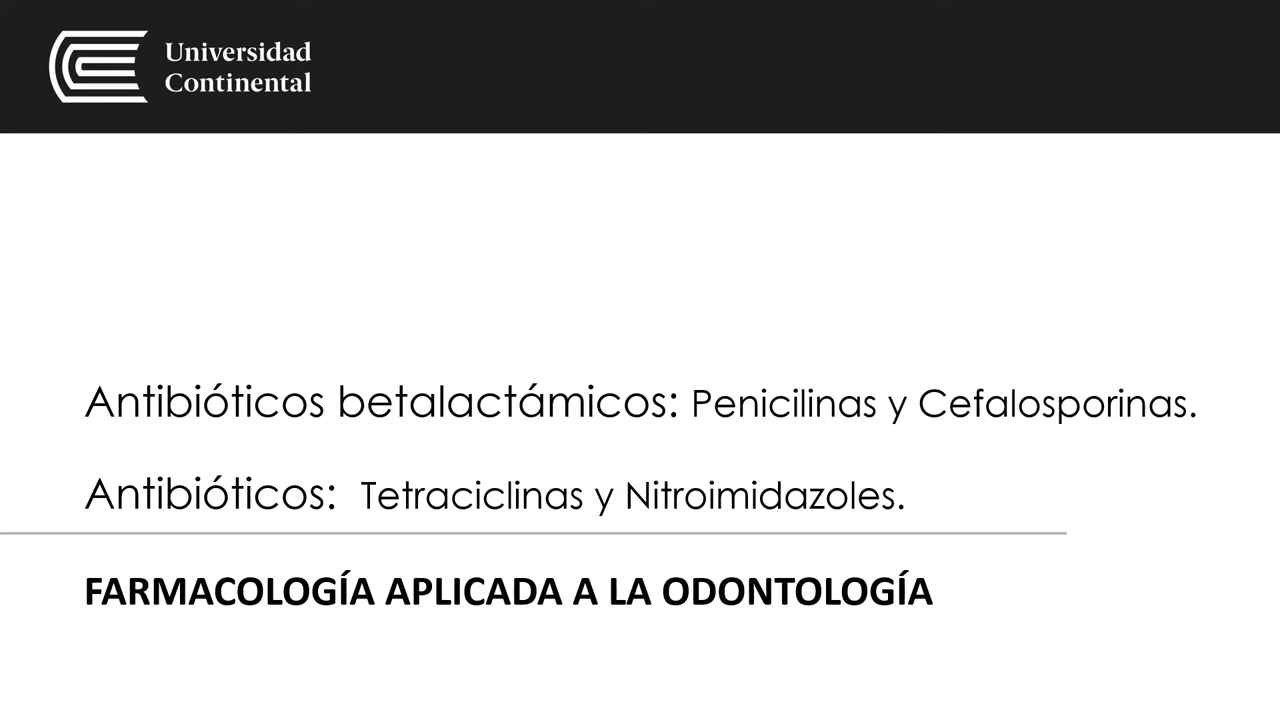 Universidad
Continental
Antibióticos betalactámicos: Penicilinas y Cefalosporinas.
Antibióticos: Tetraciclinas y Nitroimidazoles.
FARMACOLOGÍA APLICADA A LA ODONTOLOGÍA